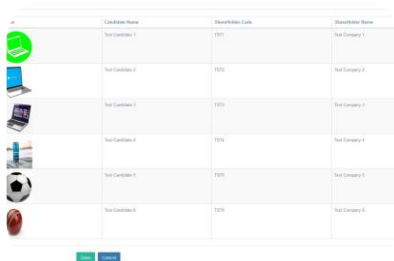 Candidate Name ShareHolder Code ShareHolder Name
Test Candidate 1 TST1 Test Company 1
Test Candidate 2 TST2 Test Company 2
Test Candidate 3 TST3 Test Company 3
Test Candidate 4 TST4 Test Company 4
Test Candidate 5 TST5 Test Company 5
Test Candidate 6 TST6 Test Company 6
Save Cancel